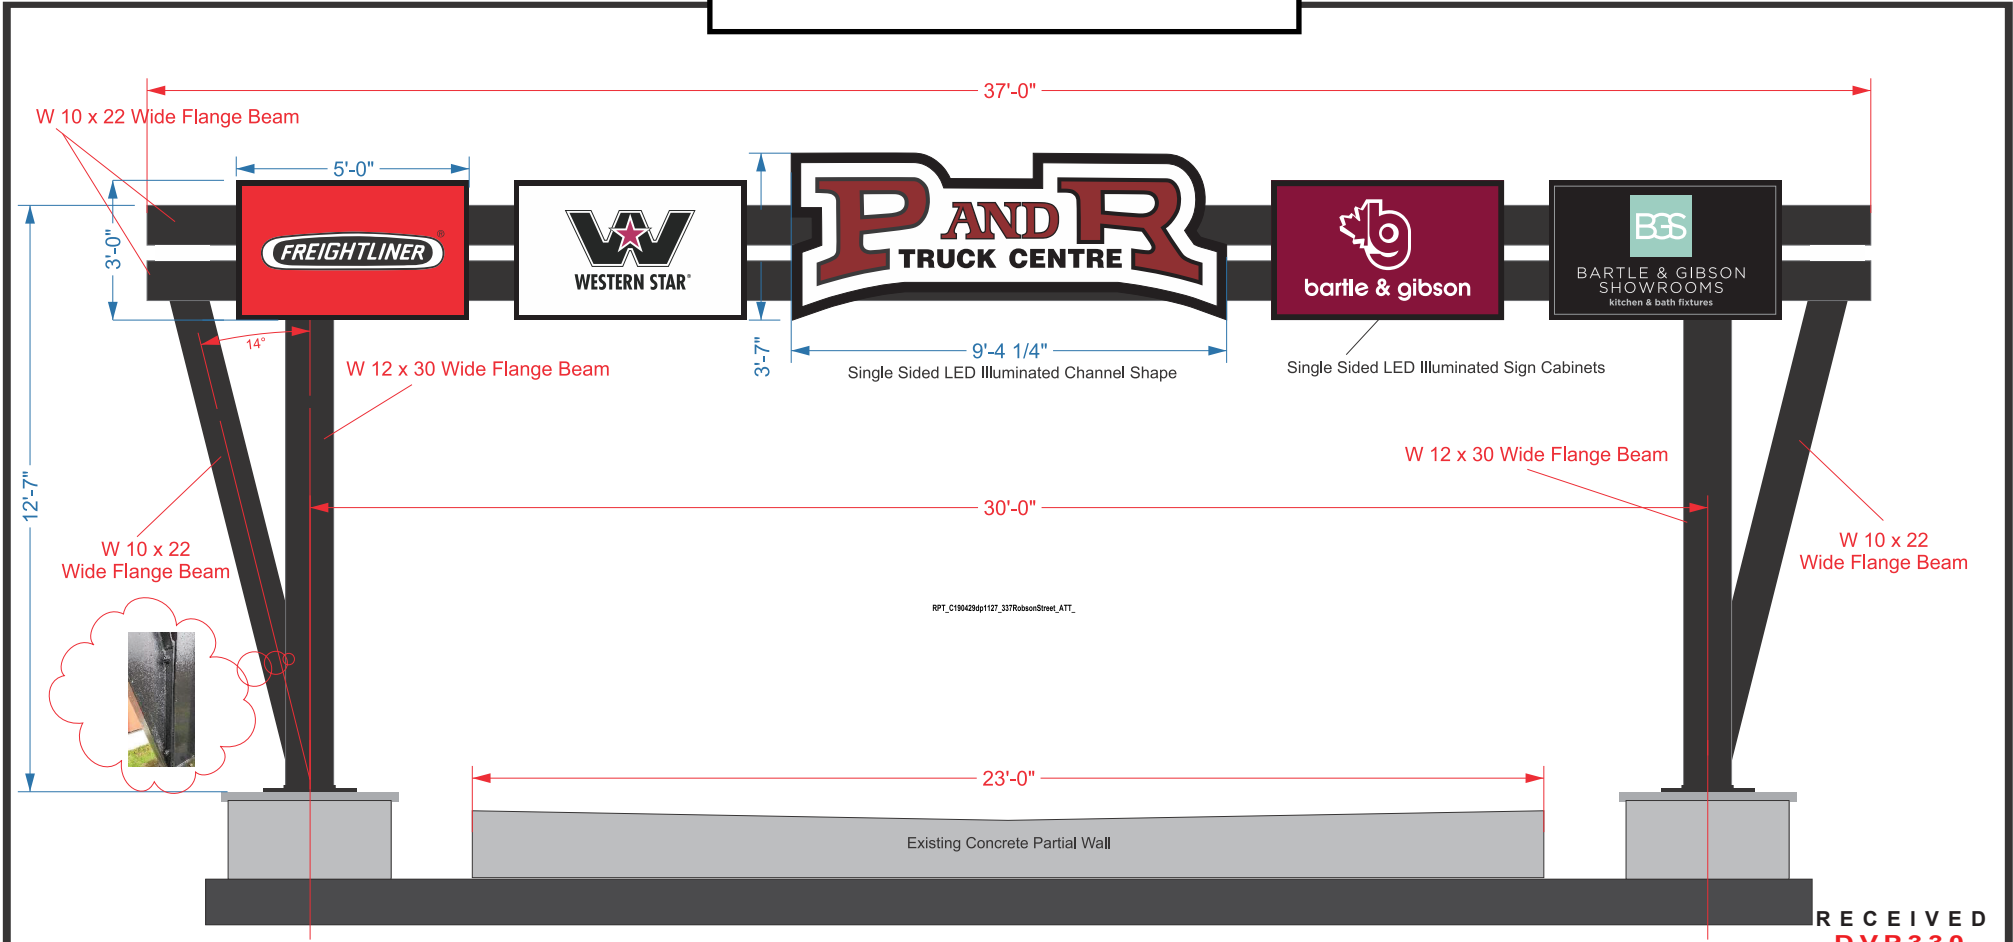 37'-0"
W 10 x 22 Wide Flange Beam
5'-0"
3'-0"
FREIGHTLINER®
WESTERN STAR®
P AND R
TRUCK CENTRE
bartle & gibson
BGS
BARTLE & GIBSON
SHOWROOMS
kitchen & bath fixtures
14°
3'-7"
9'-4 1/4"
Single Sided LED Illuminated Channel Shape
Single Sided LED Illuminated Sign Cabinets
W 12 x 30 Wide Flange Beam
W 12 x 30 Wide Flange Beam
12'-7"
30'-0"
W 10 x 22
Wide Flange Beam
W 10 x 22
Wide Flange Beam
RPT_C190429dp1127_337RobsonStreet_ATT_
23'-0"
Existing Concrete Partial Wall
RECEIVED